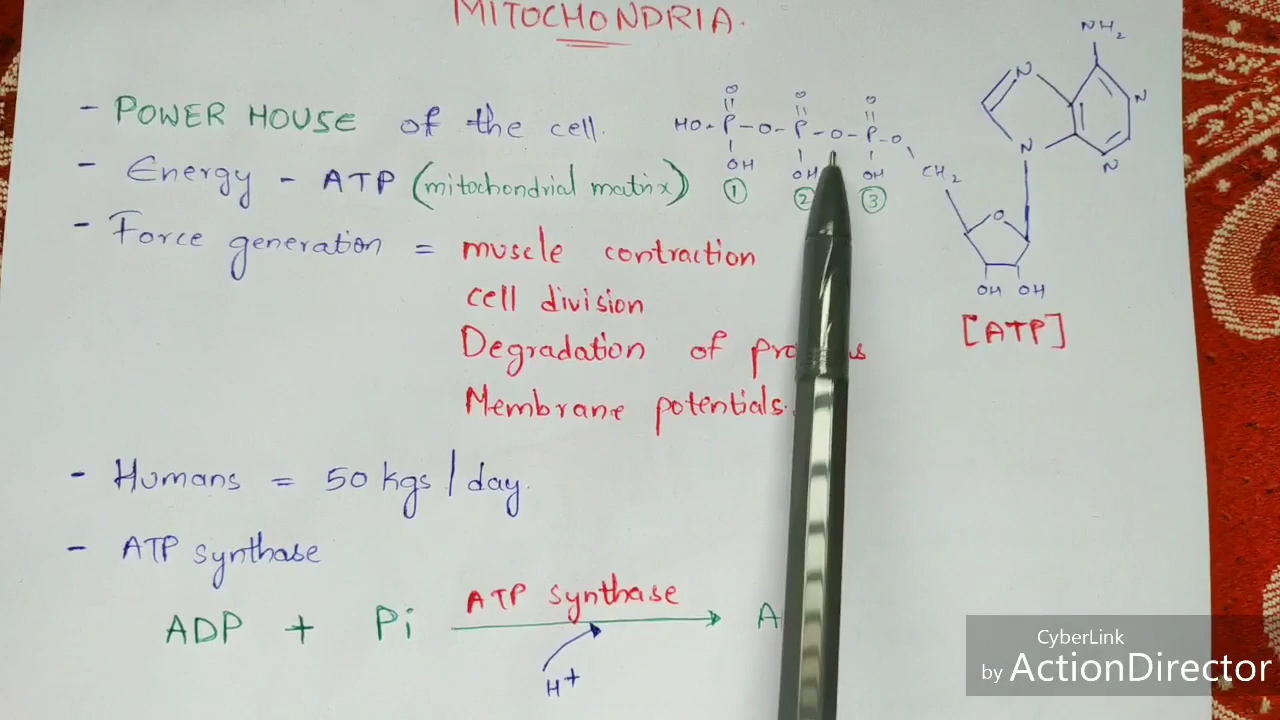 MITOCHONDRIA.
- POWER HOUSE of the cell.
- Energy - ATP (mitochondrial matrix)
- Force generation = muscle contraction
cell division
Degradation of
Membrane potentials.
- Humans = 50 kgs / day.
- ATP synthase
ADP + Pi ATP synthase A
H+
O O O
HO-P-O-P-O-P-O
OH OH OH
1 2 3
CH2
NH2
N N
N N
O
OH OH
[ATP]
CyberLink
by ActionDirector